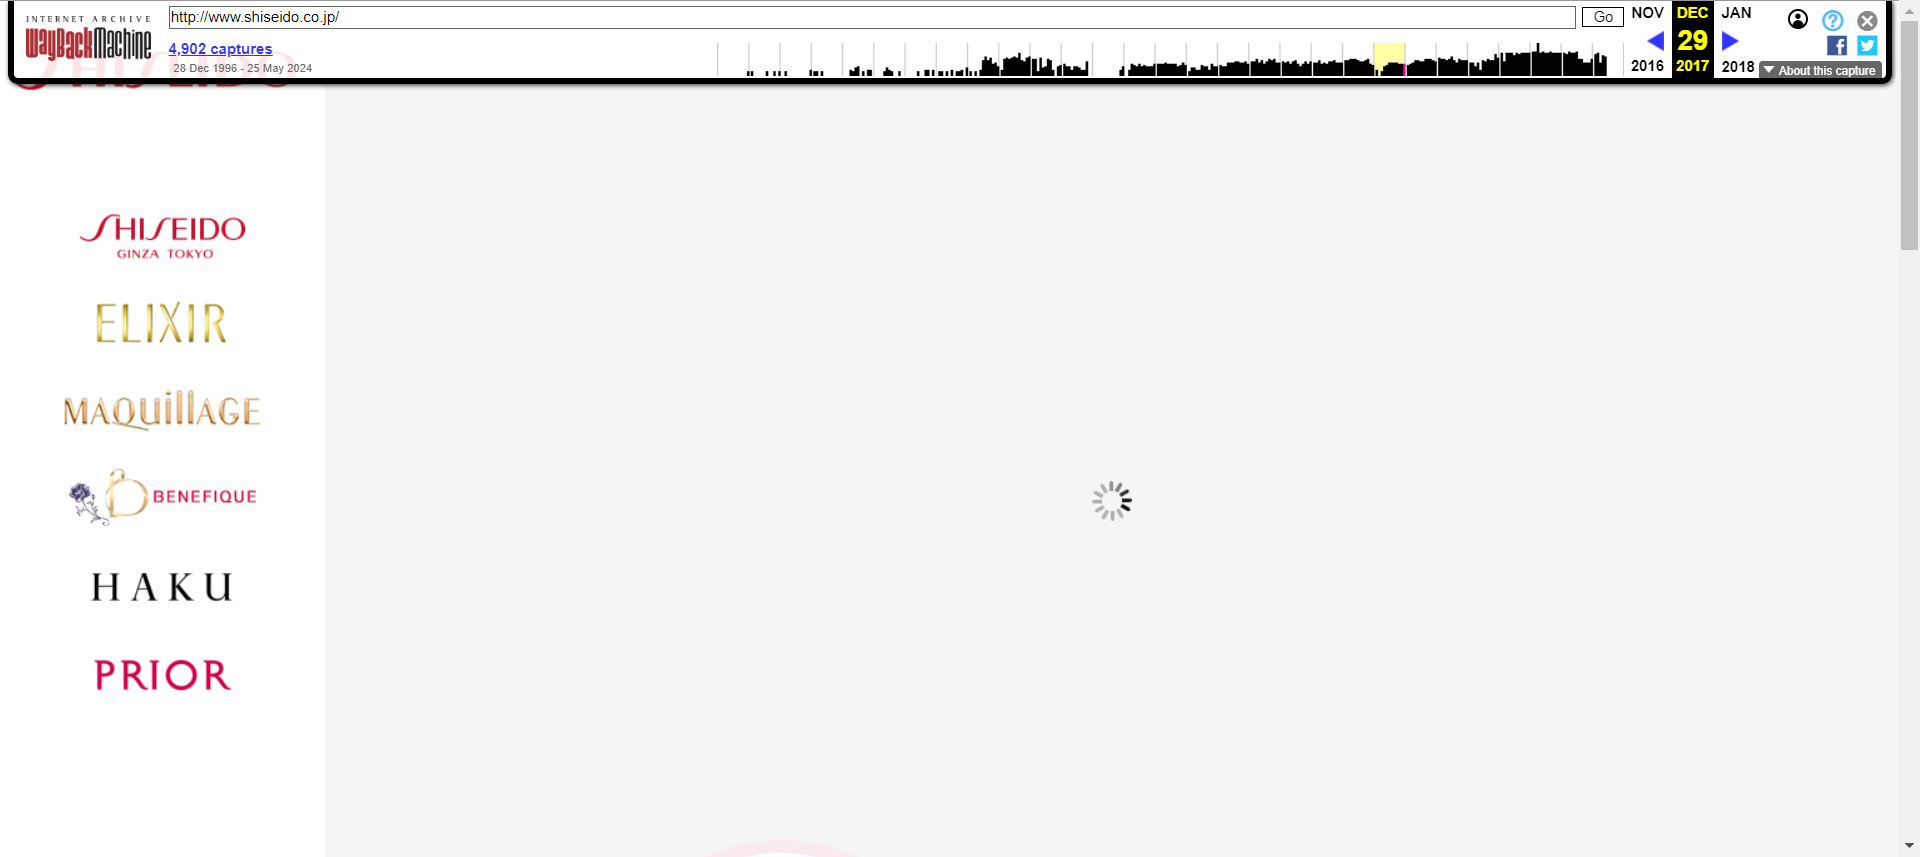 INTERNET ARCHIVE
WayBackMachine
http://www.shiseido.co.jp/
Go
4,902 captures
28 Dec 1996 - 25 May 2024
NOV
DEC
JAN
29
2016
2017
2018
About this capture
SHISEIDO
SHISEIDO
GINZA TOKYO
ELIXIR
MAQuillAGE
BENEFIQUE
HAKU
PRIOR